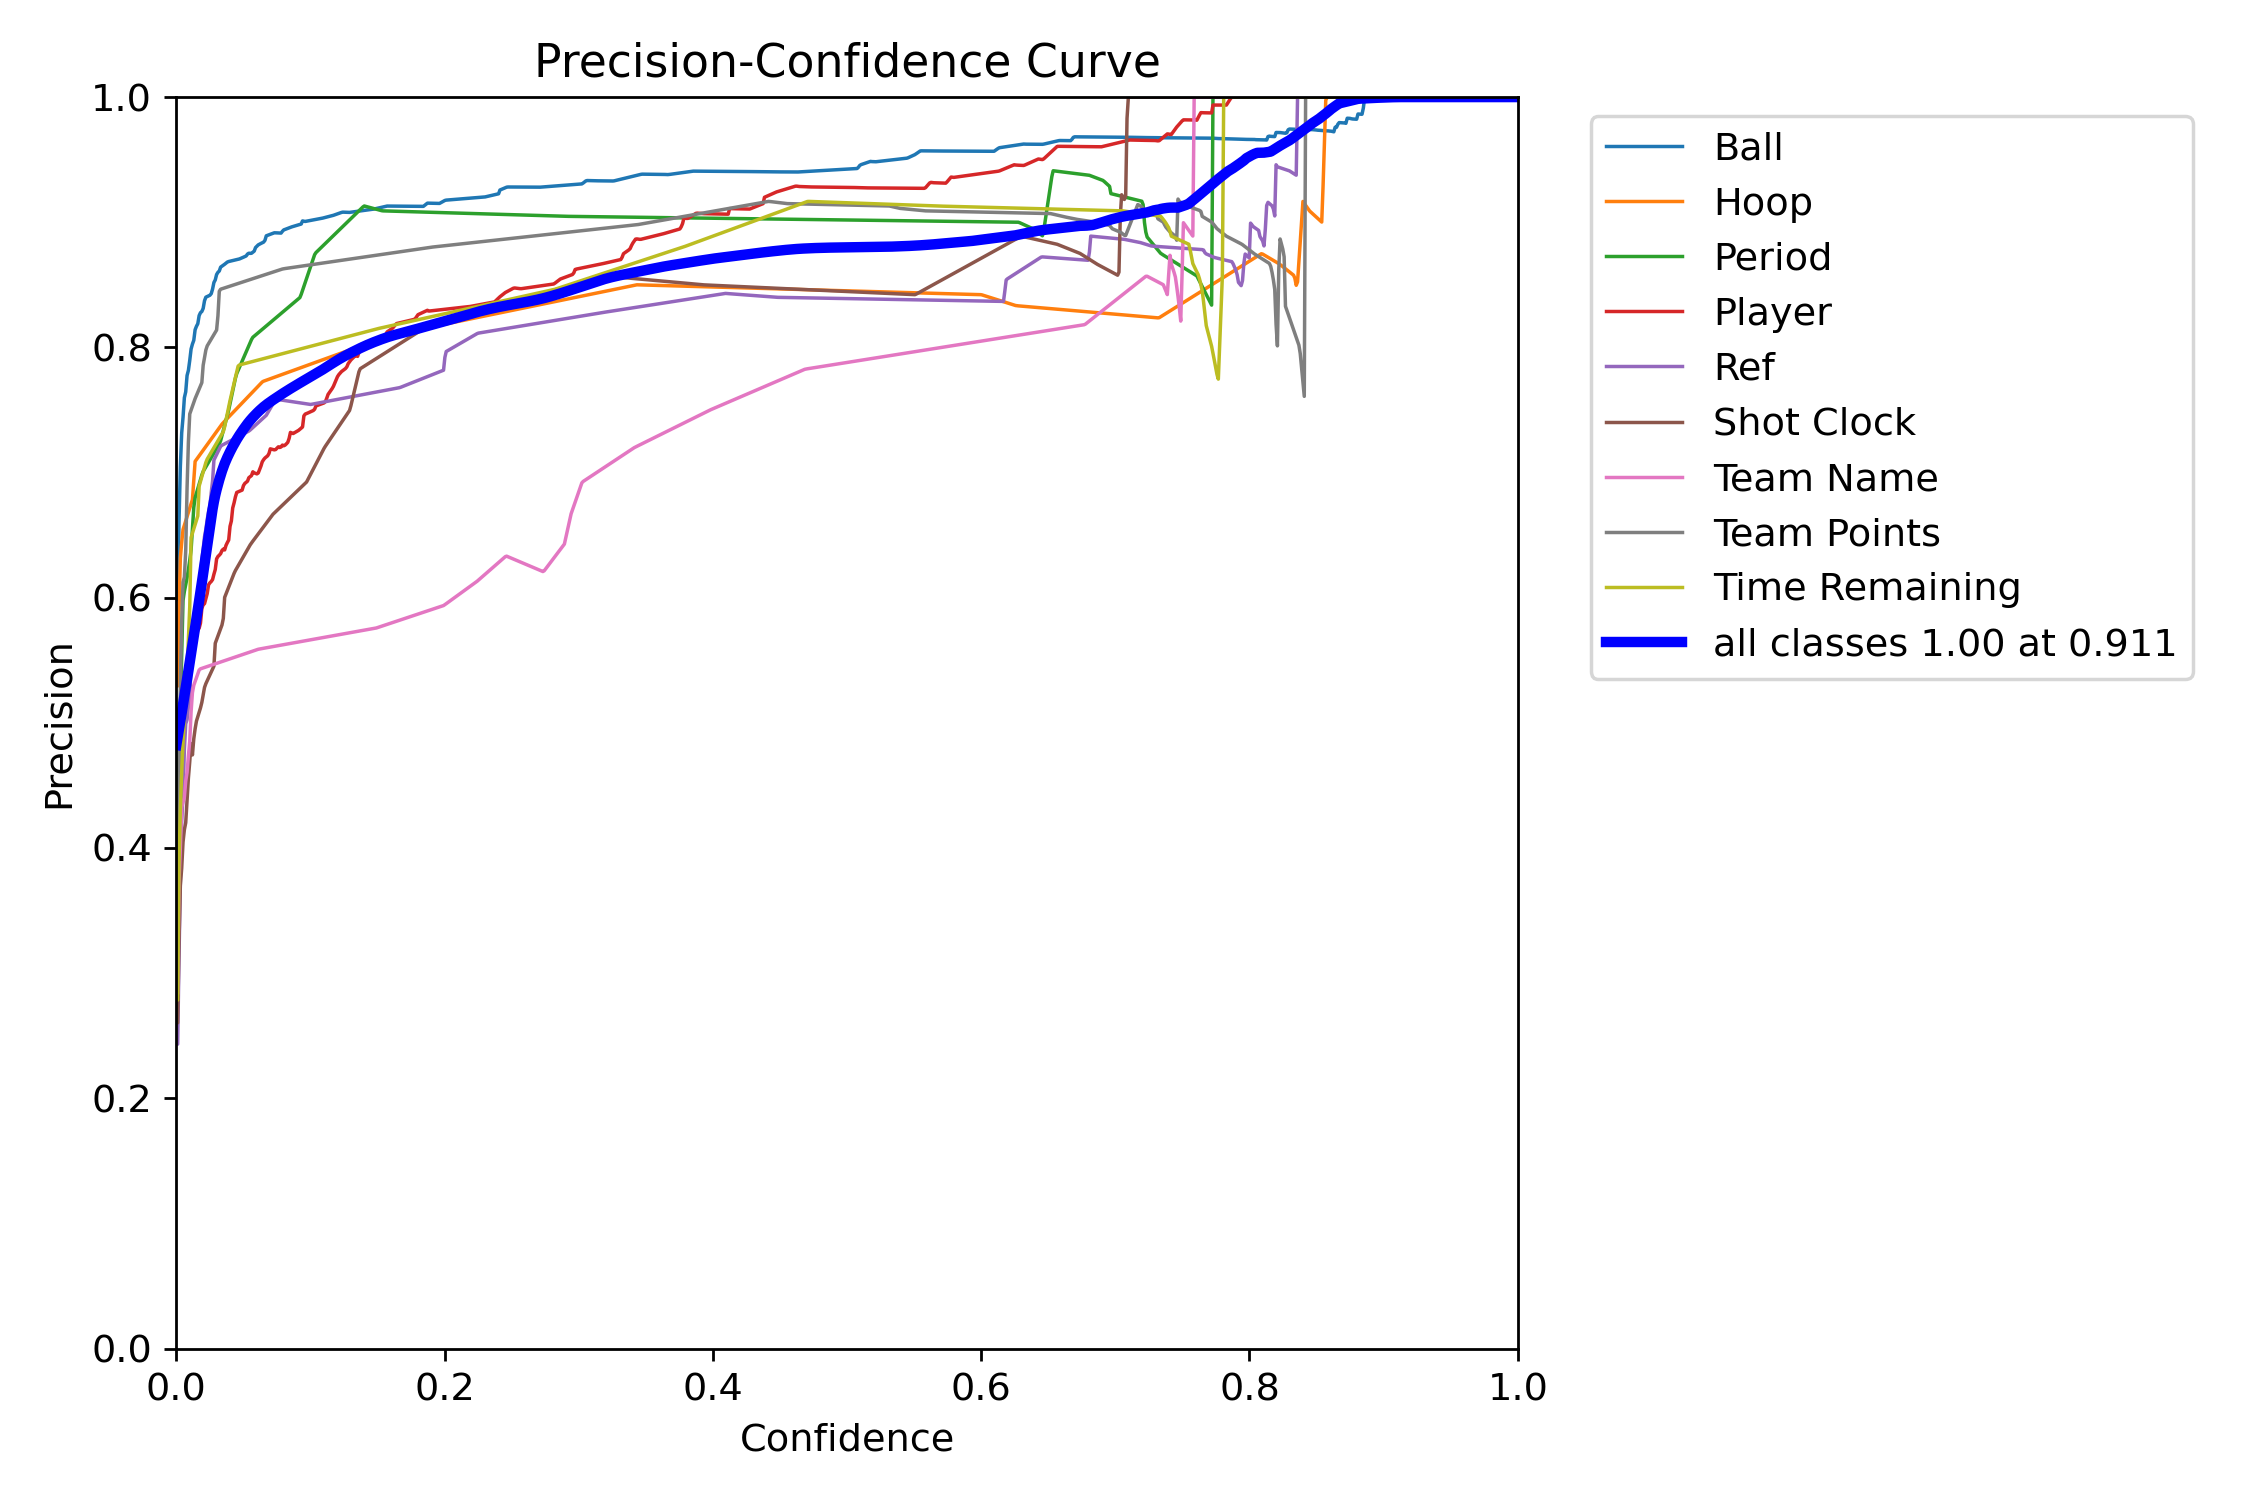 Precision-Confidence Curve
1.0
0.8
0.6
0.4
0.2
0.0
Precision
0.0 0.2 0.4 0.6 0.8 1.0
Confidence
Ball
Hoop
Period
Player
Ref
Shot Clock
Team Name
Team Points
Time Remaining
all classes 1.00 at 0.911